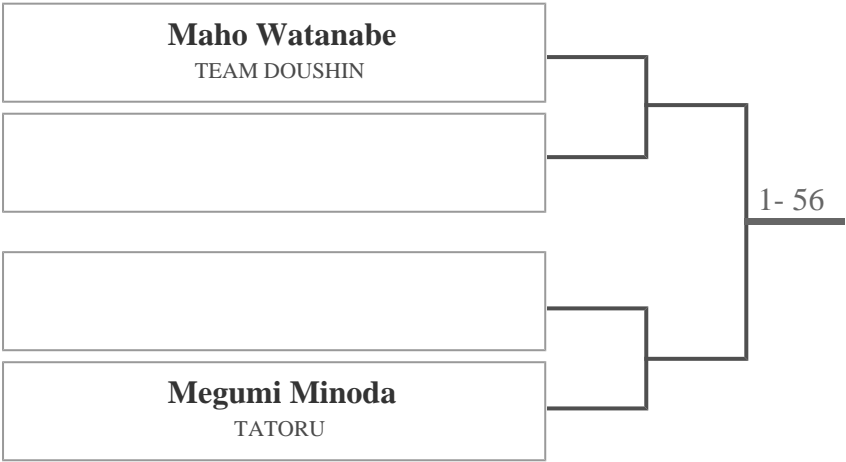 Maho Watanabe
TEAM DOUSHIN
1- 56
Megumi Minoda
TATORU